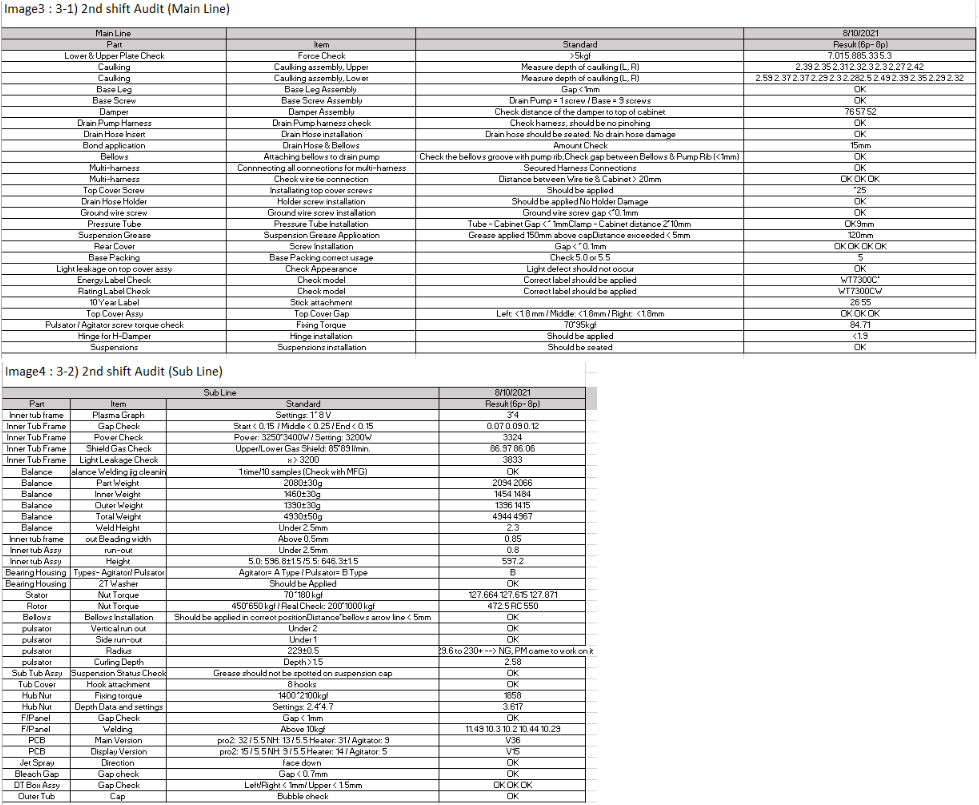 Image3 : 3-1) 2nd shift Audit (Main Line)
Main Line 8/10/2021
Part Item Standard Result (6p~8p)
Lower & Upper Plate Check Force Check >5kgf 7.015.885.33 5.3
Caulking Caulking assembly, Upper Measure depth of caulking (L, R) 2.39 2.35 2.31 2.32 3.2 3.2.27 2.42
Caulking Caulking assembly, Lover Measure depth of caulking (L, R) 2.59 2.37 2.37 2.29 2.3 2.28 2.5 2.49 2.39 2.35 2.29 2.32
Base Leg Base Leg Assembly Gap <1mm OK
Base Screw Base Screw Assembly Drain Pump = 1 screw / Base = 9 screws OK
Damper Damper Assembly Check distance of the damper to top of cabinet 76 57 52
Drain Pump Harness Drain Pump harness check Check harness, should be no pinching OK
Drain Hose Insert Drain Hose installation Drain hose should be seated. No drain hose damage OK
Bond application Drain Hose & Bellows Amount Check 15mm
Bellows Attaching bellows to drain pump Check the bellows groove with pump rib,Check gap between Bellows & Pump Rib (<1mm) OK
Multi-harness Connnecting all connections for multi-harness Secured Harness Connections OK
Multi-harness Check wire tie connection Distance between Wire tie & Cabinet > 20mm OK OK OK
Top Cover Screw Installing top cover screws Should be applied ~25
Drain Hose Holder Holder screw installation Should be applied No Holder Damage OK
Ground wire screw Ground wire screw installation Ground wire screw gap <~0.1mm OK
Pressure Tube Pressure Tube Installation Tube - Cabinet Gap <~1mmClamp - Cabinet distance 2~10mm OK9mm
Suspension Grease Suspension Grease Application Grease applied 150mm above capDistance exceeded < 5mm 120mm
Rear Cover Screw Installation Gap <~0.1mm OK OK OK OK
Base Packing Base Packing correct usage Check 5.0 or 5.5 5
Light leakage on top cover assy Check Appearance Light defect should not occur OK
Energy Label Check Check model Correct label should be applied WT7300C*
Rating Label Check Check model Correct label should be applied WT7300CW
10 Year Label Stick attachment 26 55
Top Cover Assy Top Cover Gap Left: <1.8 mm / Middle: <1.8mm / Right: <1.8mm OK OK OK
Pulsator / Agitator screw torque check Fixing Torque 70~95kgf 84.71
Hinge for H-Damper Hinge installation Should be applied <1.9
Suspensions Suspensions installation Should be seated OK
Image4 : 3-2) 2nd shift Audit (Sub Line)
Sub Line 8/10/2021
Part Item Standard Result (6p~8p)
Inner tub frame Plasma Graph Settings: 1~8 V 3~4
Inner Tub Frame Gap Check Start < 0.15 / Middle < 0.25 / End < 0.15 0.07 0.09 0.12
Inner Tub Frame Power Check Power: 3250~3400W / Setting: 3200W 3324
Inner Tub Frame Shield Gas Check Upper/Lower Gas Shield: 85~89 l/min. 86.97 86.06
Inner Tub Frame Light Leakage Check x > 3200 3833
Balance alance Welding jig cleanin 1 time/10 samples (Check with MFG) OK
Balance Part Weight 2080±30g 2094 2066
Balance Inner Weight 1460±30g 1454 1484
Balance Outer Weight 1390±30g 1396 1415
Balance Total Weight 4930±50g 4944 4967
Balance Weld Height Under 2.5mm 2.3
Inner tub frame out Beading width Above 0.5mm 0.85
Inner tub Assy run-out Under 2.5mm 0.8
Inner tub Assy Height 5.0: 596.8±1.5 /5.5: 646.3±1.5 597.2
Bearing Housing Types- Agitator/ Pulsator Agitator= A Type / Pulsator= B Type B
Bearing Housing 2T Washer Should be Applied OK
Stator Nut Torque 70~180 kgf 127.664 127.615 127.871
Rotor Nut Torque 450~650 kgf / Real Check: 200~1000 kgf 472.5 RC 550
Bellows Bellows Installation Should be applied in correct positionDistance~bellows arrow line < 5mm OK
pulsator Vertical run out Under 2 OK
pulsator Side run-out Under 1 OK
pulsator Radius 229±0.5 29.6 to 230+ --> NG, PM came to work on it
pulsator Curling Depth Depth > 1.5 2.58
Sub Tub Assy Suspension Status Check Grease should not be spotted on suspension cap OK
Tub Cover Hook attachment 8 hooks OK
Hub Nut Fixing torque 1400~2100kgf 1858
Hub Nut Depth Data and settings Settings: 2.4~4.7 3.617
F/Panel Gap Check Gap < 1mm OK
F/Panel Welding Above 10kgf 11.49 10.3 10.2 10.44 10.29
PCB Main Version pro2: 32 / 5.5 NH: 13 / 5.5 Heater: 31 / Agitator: 9 V36
PCB Display Version pro2: 15 / 5.5 NH: 9 / 5.5 Heater: 14 / Agitator: 5 V15
Jet Spray Direction face down OK
Bleach Gap Gap check Gap < 0.7mm OK
DT Box Assy Gap Check Left/Right < 1mm / Upper < 1.5mm OK OK OK
Outer Tub Cap Bubble check OK